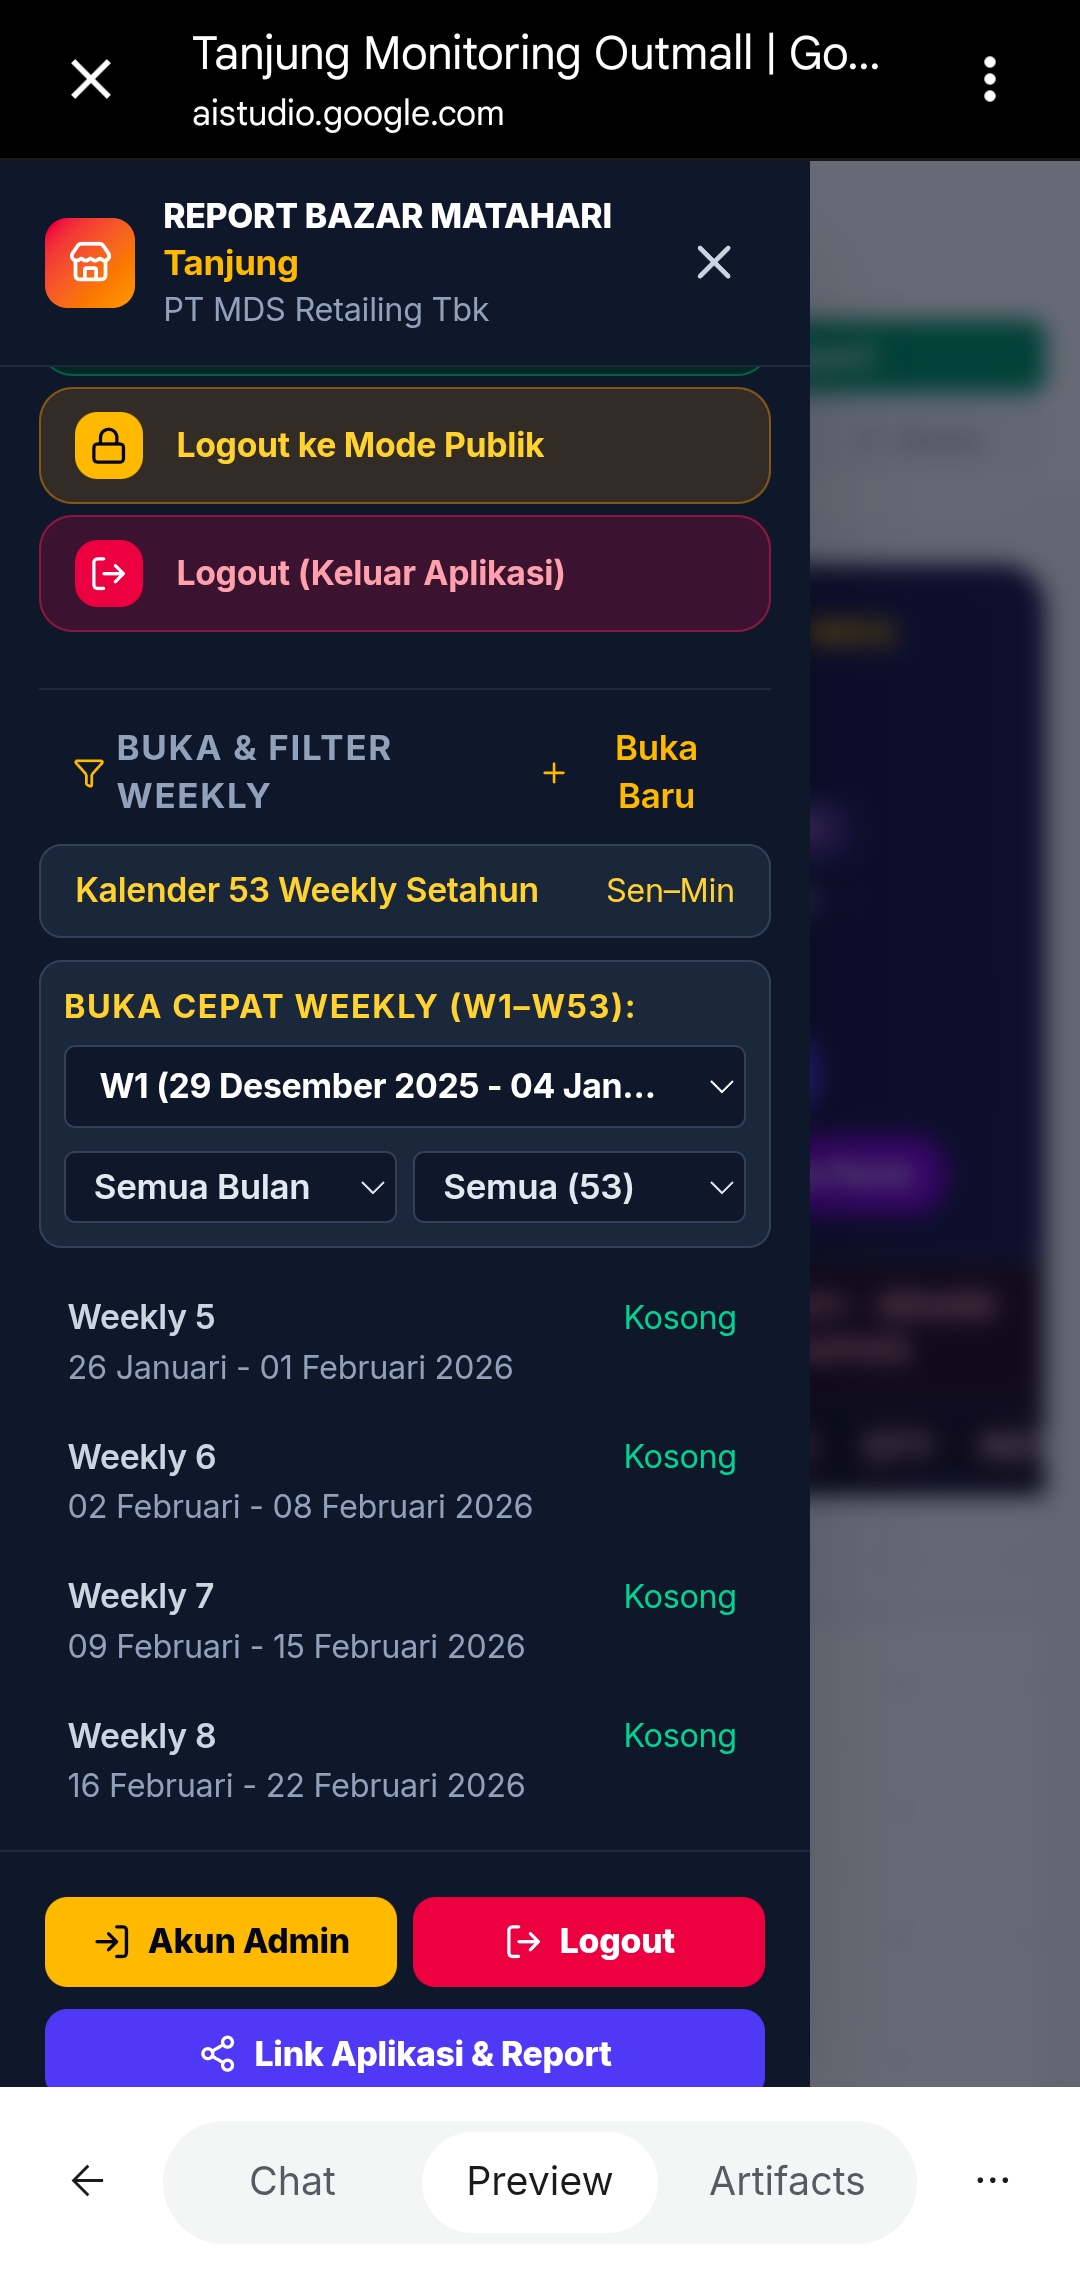 Tanjung Monitoring Outmall | Go...
aistudio.google.com
REPORT BAZAR MATAHARI
Tanjung
PT MDS Retailing Tbk
Logout ke Mode Publik
Logout (Keluar Aplikasi)
BUKA & FILTER
WEEKLY
Buka
Baru
Kalender 53 Weekly Setahun
Sen–Min
BUKA CEPAT WEEKLY (W1–W53):
W1 (29 Desember 2025 - 04 Jan...
Semua Bulan
Semua (53)
Weekly 5
Kosong
26 Januari - 01 Februari 2026
Weekly 6
Kosong
02 Februari - 08 Februari 2026
Weekly 7
Kosong
09 Februari - 15 Februari 2026
Weekly 8
Kosong
16 Februari - 22 Februari 2026
Akun Admin
Logout
Link Aplikasi & Report
Chat
Preview
Artifacts